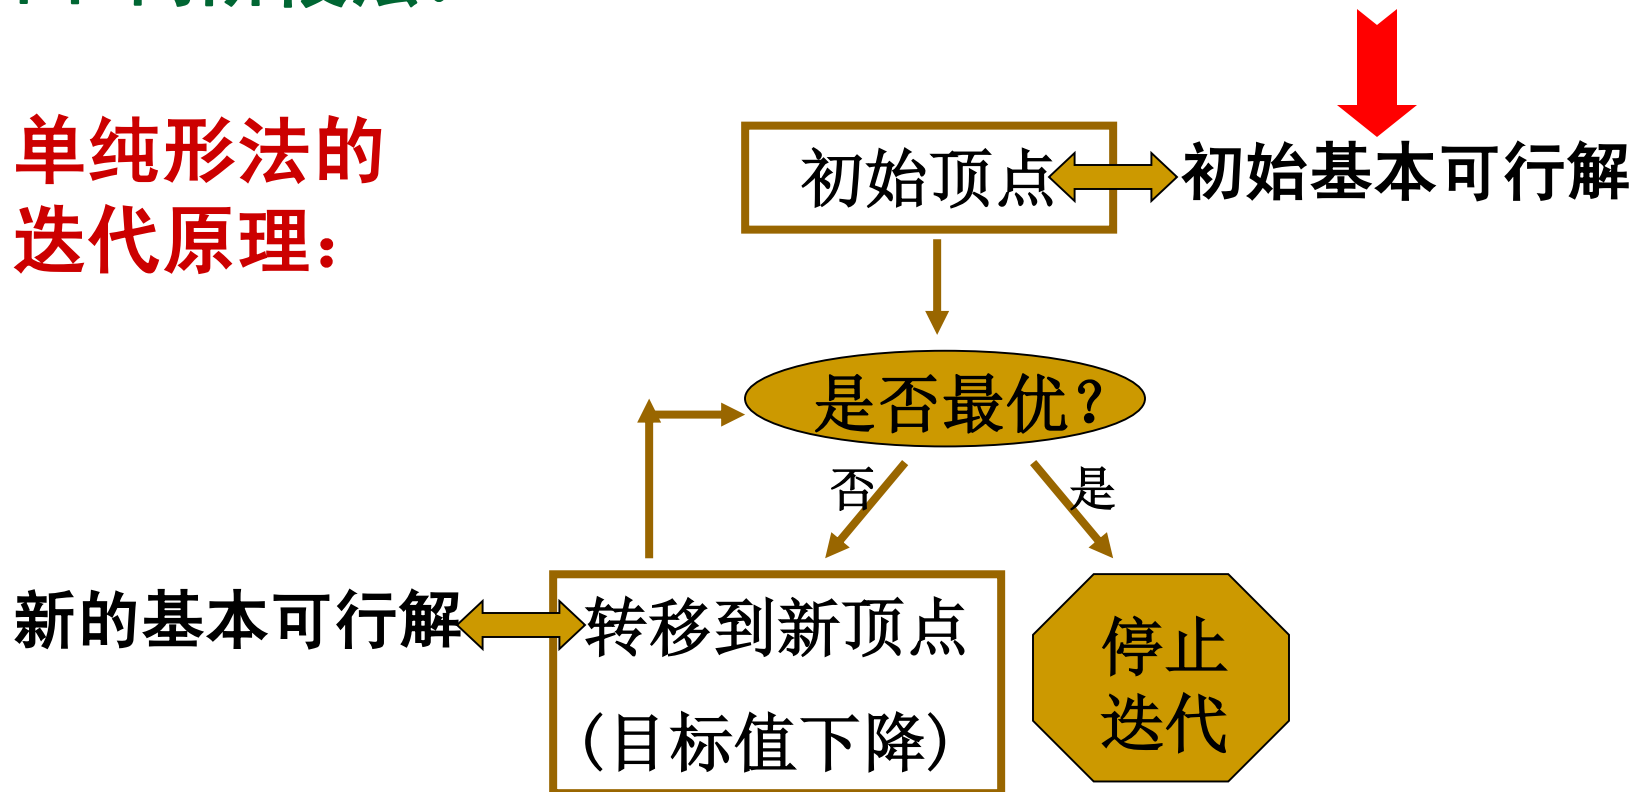 单纯形法的
迭代原理：
初始顶点
初始基本可行解
是否最优?
否
是
新的基本可行解
转移到新顶点
(目标值下降)
停止
迭代